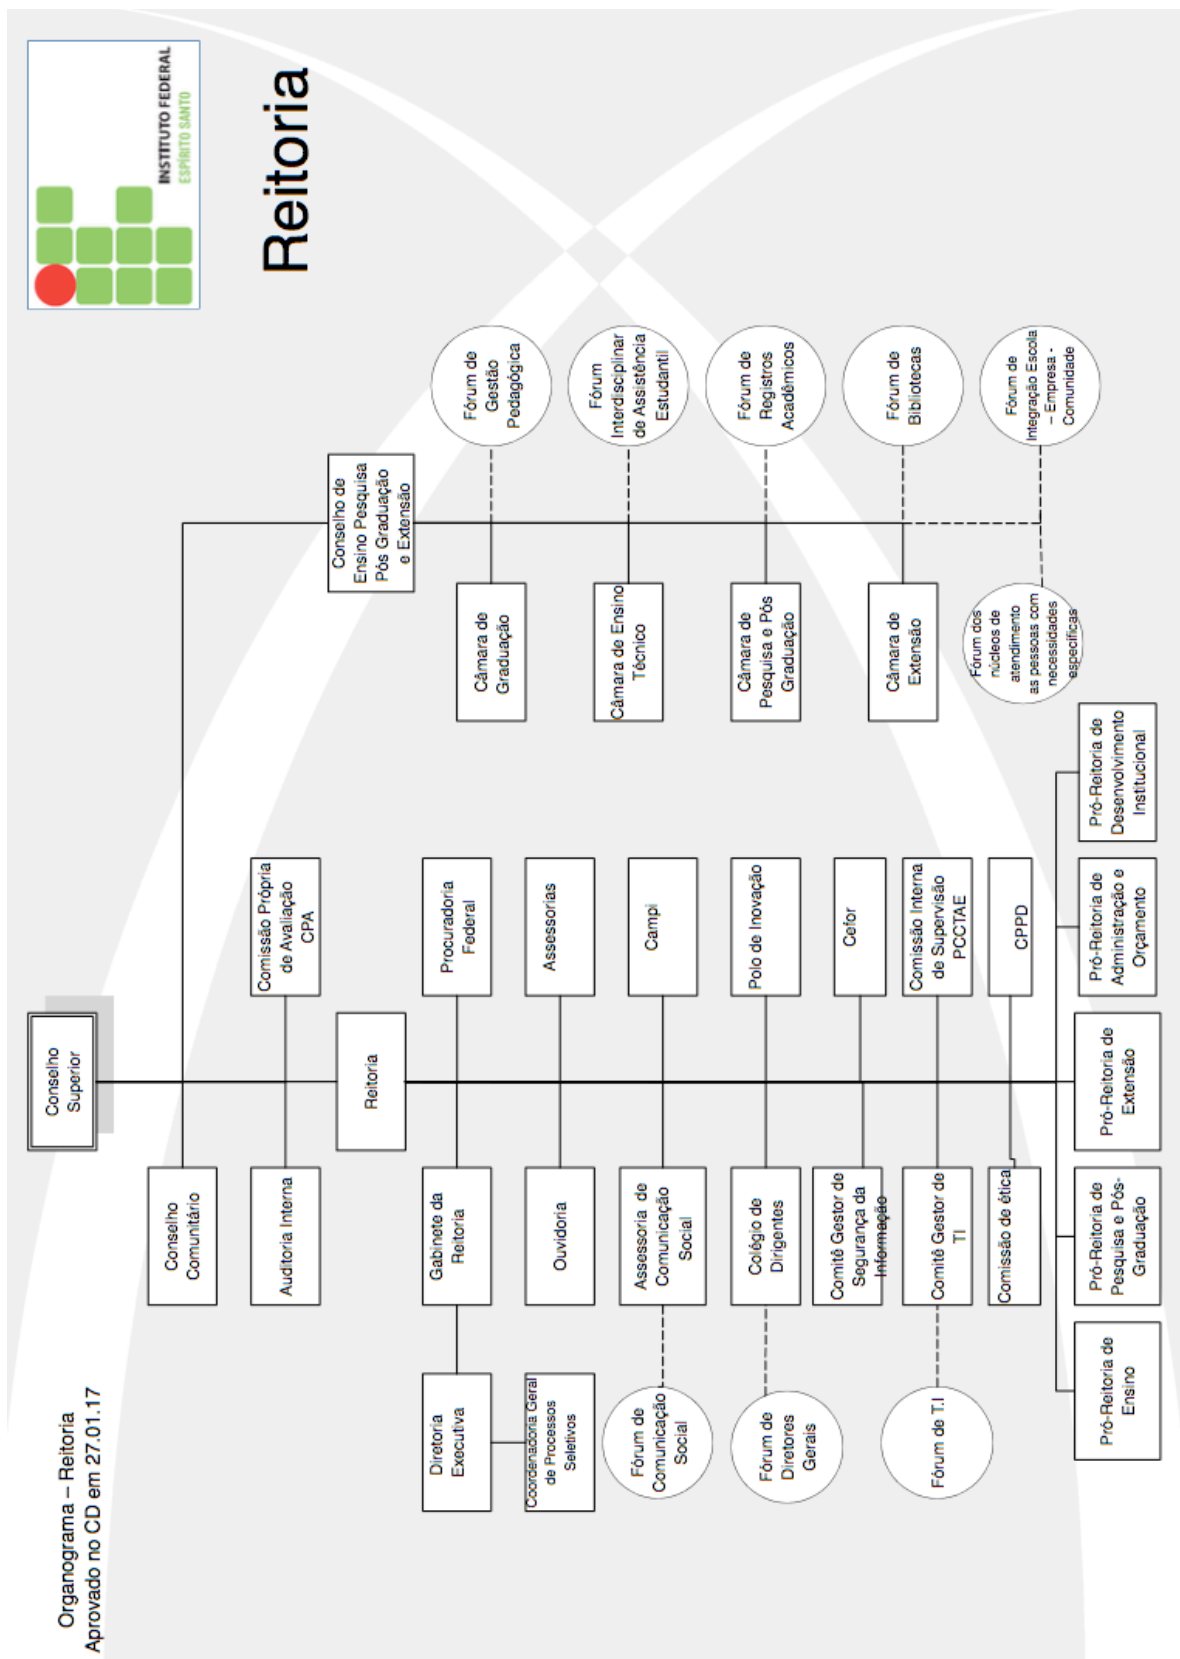 Organograma – Reitoria
Aprovado no CD em 27.01.17
INSTITUTO FEDERAL
ESPÍRITO SANTO
Reitoria
Conselho
Superior
Conselho
Comunitário
Conselho de
Ensino Pesquisa
Pós Graduação
e Extensão
Auditoria Interna
Comissão Própria
de Avaliação
CPA
Reitoria
Diretoria
Executiva
Gabinete da
Reitoria
Procuradoria
Federal
Câmara de
Graduação
Fórum de
Gestão
Pedagógica
Coordenadoria Geral
de Processos
Seletivos
Ouvidoria
Assessorias
Fórum de
Comunicação
Social
Assessoria de
Comunicação
Social
Campi
Câmara de Ensino
Técnico
Fórum
Interdisciplinar
de Assistência
Estudantil
Fórum de
Diretores
Gerais
Colégio de
Dirigentes
Polo de Inovação
Câmara de
Pesquisa e Pós
Graduação
Fórum de
Registros
Acadêmicos
Comitê Gestor de
Segurança da
Informação
Cefor
Câmara de
Extensão
Fórum de
Bibliotecas
Fórum de T.I
Comitê Gestor de
TI
Comissão Interna
de Supervisão
PCCTAE
Fórum dos
núcleos de
atendimento
as pessoas com
necessidades
específicas
Fórum de
Integração Escola
– Empresa -
Comunidade
Comissão de ética
CPPD
Pró-Reitoria de
Ensino
Pró-Reitoria de
Pesquisa e Pós-
Graduação
Pró-Reitoria de
Extensão
Pró-Reitoria de
Administração e
Orçamento
Pró-Reitoria de
Desenvolvimento
Institucional